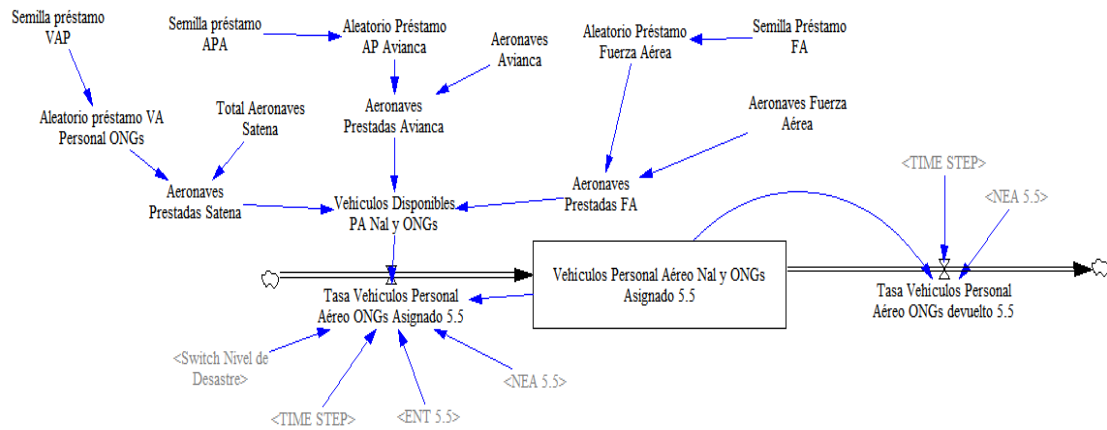 Semilla préstamo
VAP
Semilla préstamo
APA
Aleatorio Préstamo
AP Avianca
Aeronaves
Avianca
Aleatorio Préstamo
Fuerza Aérea
Semilla Préstamo
FA
Aleatorio préstamo VA
Personal ONGs
Total Aeronaves
Satena
Aeronaves
Prestadas Avianca
Aeronaves Fuerza
Aérea
Aeronaves
Prestadas Satena
Vehiculos Disponibles
PA Nal y ONGs
Aeronaves
Prestadas FA
<TIME STEP>
<NEA 5.5>
Vehiculos Personal Aéreo Nal y ONGs
Asignado 5.5
Tasa Vehiculos Personal
Aéreo ONGs Asignado 5.5
Tasa Vehiculos Personal
Aéreo ONGs devuelto 5.5
<Switch Nivel de
Desastre>
<TIME STEP>
<ENT 5.5>
<NEA 5.5>